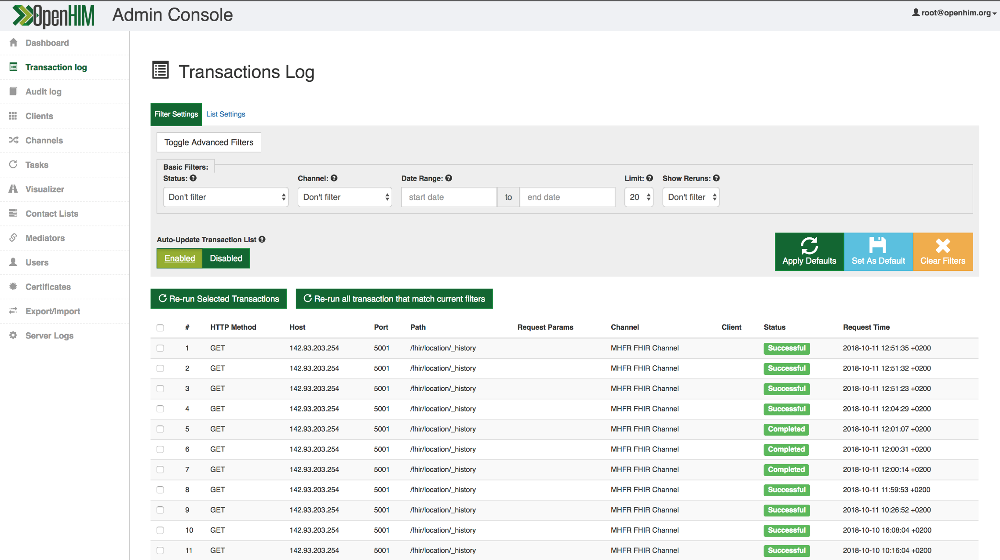 OpenHIM Admin Console root@openhim.org
Dashboard
Transaction log
Audit log
Clients
Channels
Tasks
Visualizer
Contact Lists
Mediators
Users
Certificates
Export/Import
Server Logs
Transactions Log
Filter Settings List Settings
Toggle Advanced Filters
Basic Filters:
Status: Channel: Date Range: Limit: Show Reruns:
Don't filter Don't filter start date to end date 20 Don't filter
Auto-Update Transaction List
Enabled Disabled
Apply Defaults Set As Default Clear Filters
Re-run Selected Transactions Re-run all transaction that match current filters
# HTTP Method Host Port Path Request Params Channel Client Status Request Time
1 GET 142.93.203.254 5001 /fhir/location/_history MHFR FHIR Channel Successful 2018-10-11 12:51:35 +0200
2 GET 142.93.203.254 5001 /fhir/location/_history MHFR FHIR Channel Successful 2018-10-11 12:51:32 +0200
3 GET 142.93.203.254 5001 /fhir/location/_history MHFR FHIR Channel Successful 2018-10-11 12:51:23 +0200
4 GET 142.93.203.254 5001 /fhir/location/_history MHFR FHIR Channel Successful 2018-10-11 12:04:29 +0200
5 GET 142.93.203.254 5001 /fhir/location/_history MHFR FHIR Channel Completed 2018-10-11 12:01:07 +0200
6 GET 142.93.203.254 5001 /fhir/location/_history MHFR FHIR Channel Completed 2018-10-11 12:00:31 +0200
7 GET 142.93.203.254 5001 /fhir/location/_history MHFR FHIR Channel Completed 2018-10-11 12:00:14 +0200
8 GET 142.93.203.254 5001 /fhir/location/_history MHFR FHIR Channel Successful 2018-10-11 11:59:53 +0200
9 GET 142.93.203.254 5001 /fhir/location/_history MHFR FHIR Channel Successful 2018-10-11 10:26:52 +0200
10 GET 142.93.203.254 5001 /fhir/location/_history MHFR FHIR Channel Successful 2018-10-10 16:08:04 +0200
11 GET 142.93.203.254 5001 /fhir/location/_history MHFR FHIR Channel Successful 2018-10-10 10:16:04 +0200